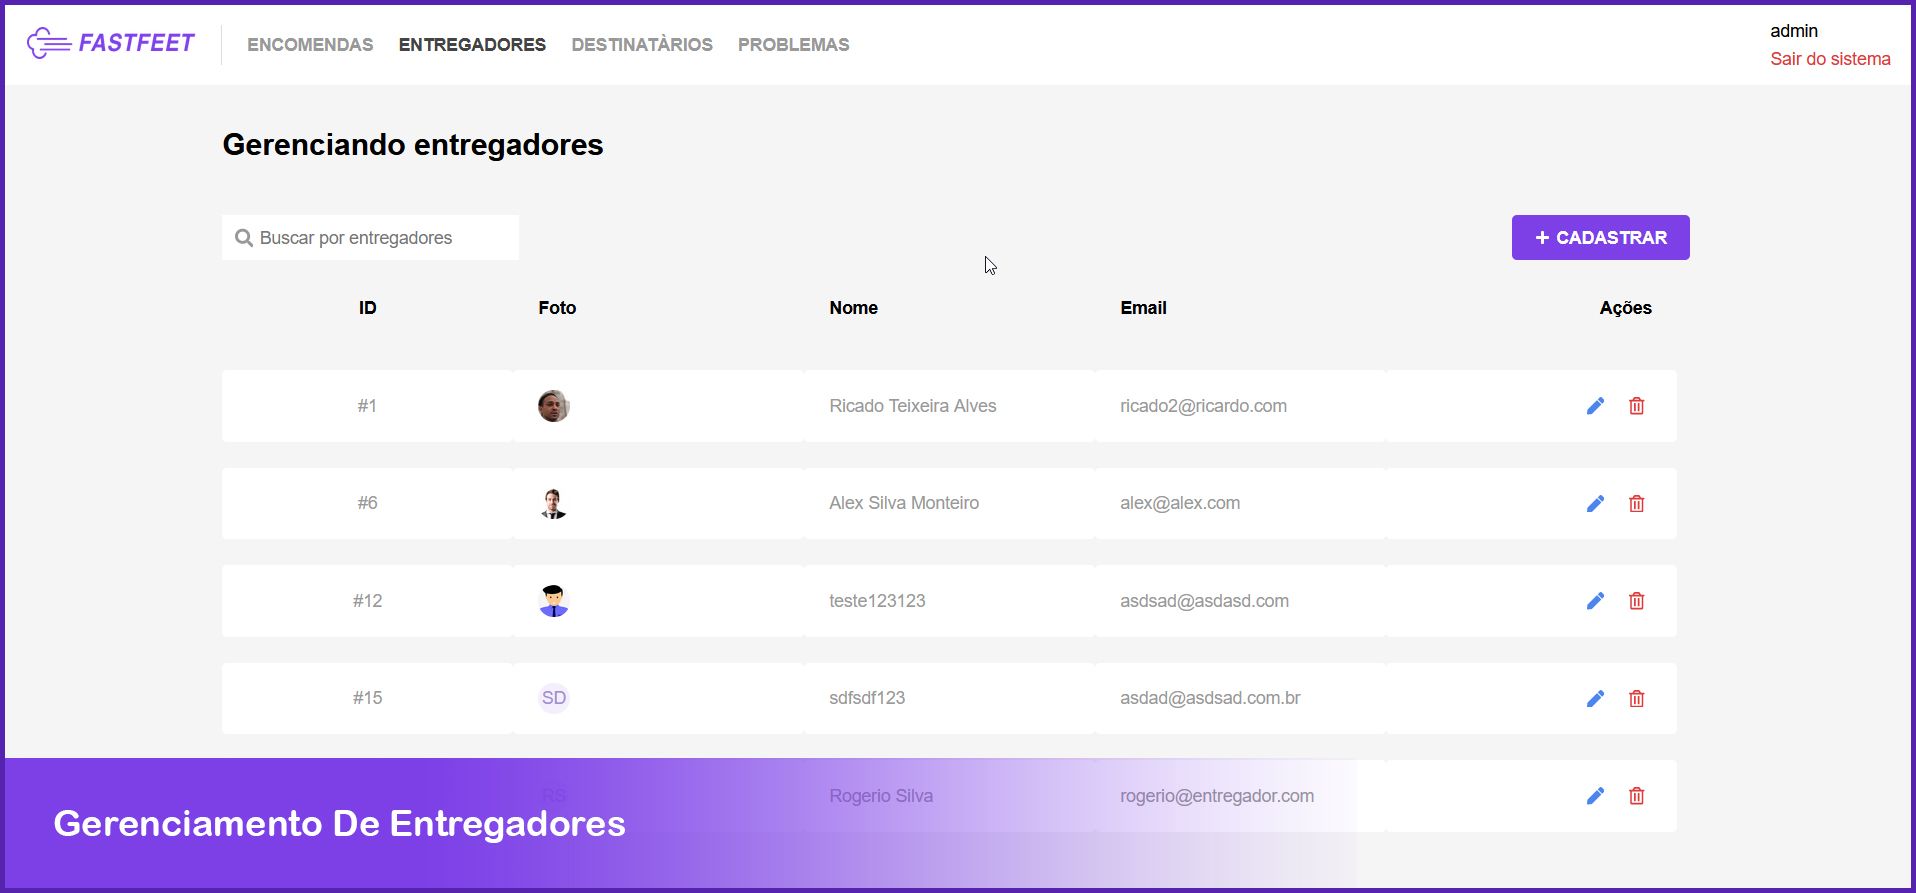 FASTFEET ENCOMENDAS ENTREGADORES DESTINATÀRIOS PROBLEMAS admin
Sair do sistema
Gerenciando entregadores
Buscar por entregadores + CADASTRAR
ID Foto Nome Email Ações
#1 Ricado Teixeira Alves ricado2@ricardo.com
#6 Alex Silva Monteiro alex@alex.com
#12 teste123123 asdsad@asdasd.com
#15 SD sdfsdf123 asdad@asdsad.com.br
RS Rogerio Silva rogerio@entregador.com
Gerenciamento De Entregadores